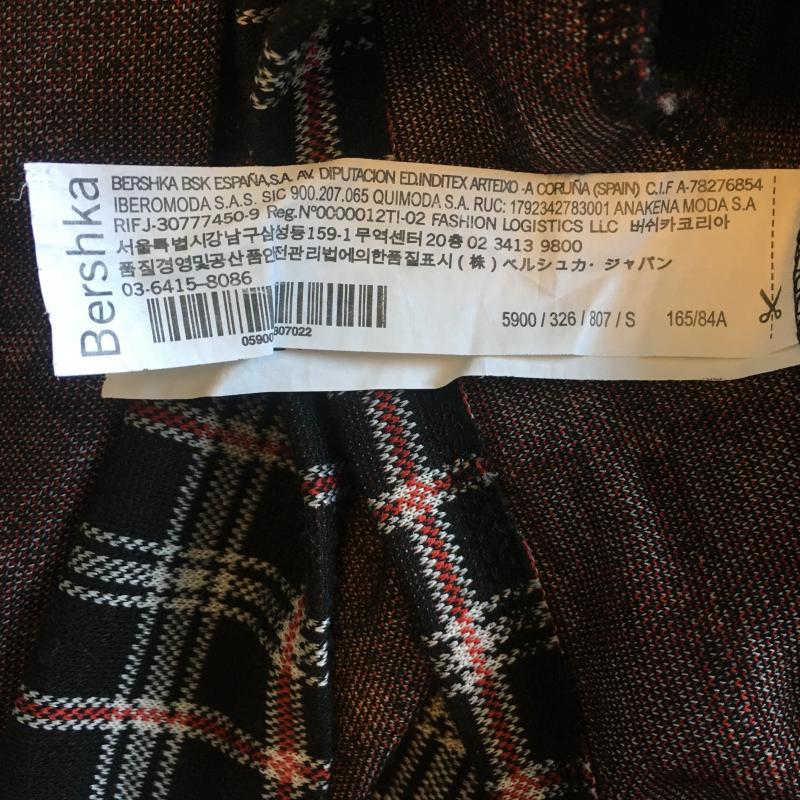 Bershka
BERSHKA BSK ESPAÑA,S.A. AV. DIPUTACION ED.INDITEX ARTEIXO -A CORUÑA (SPAIN) C.I.F A-78276854
IBEROMODA S.A.S. SIC 900.207.065 QUIMODA S.A. RUC: 1792342783001 ANAKENA MODA S.A
RIFJ-30777450-9 Reg.Nº0000012TI-02 FASHION LOGISTICS LLC 버쉬카코리아
서울특별시강남구삼성동159-1 무역센터20층 02 3413 9800
품질경영및공산품안전관리법에의한품질표시 (株) ベルシュカ・ジャパン
03-6415-8086
05900 807022
5900 / 326 / 807 / S 165/84A